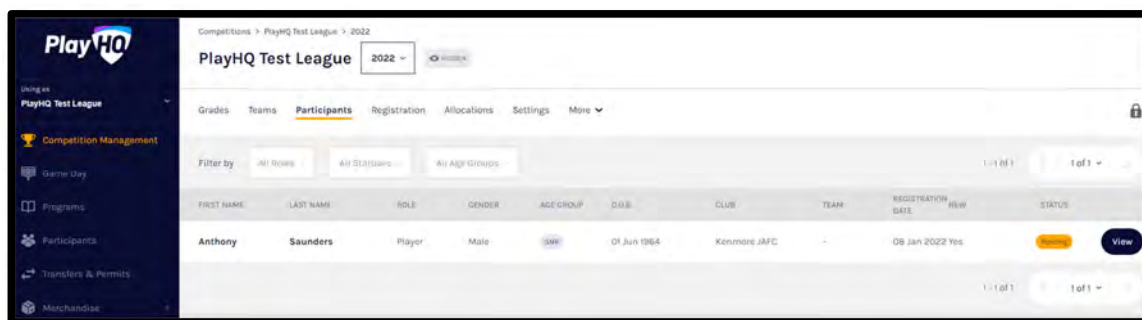 PlayHQ
Using as
PlayHQ Test League
Competition Management
Game Day
Programs
Participants
Transfers & Permits
Merchandise
Competitions > PlayHQ Test League > 2022
PlayHQ Test League 2022 HIDDEN
Grades Teams Participants Registration Allocations Settings More
Filter by All Roles All Statuses All Age Groups 1-1 of 1 1 of 1
FIRST NAME LAST NAME ROLE GENDER AGE GROUP D.O.B. CLUB TEAM REGISTRATION DATE NEW STATUS
Anthony Saunders Player Male SNR 01 Jun 1964 Kenmore JAFC - 08 Jan 2022 Yes Pending View
1-1 of 1 1 of 1